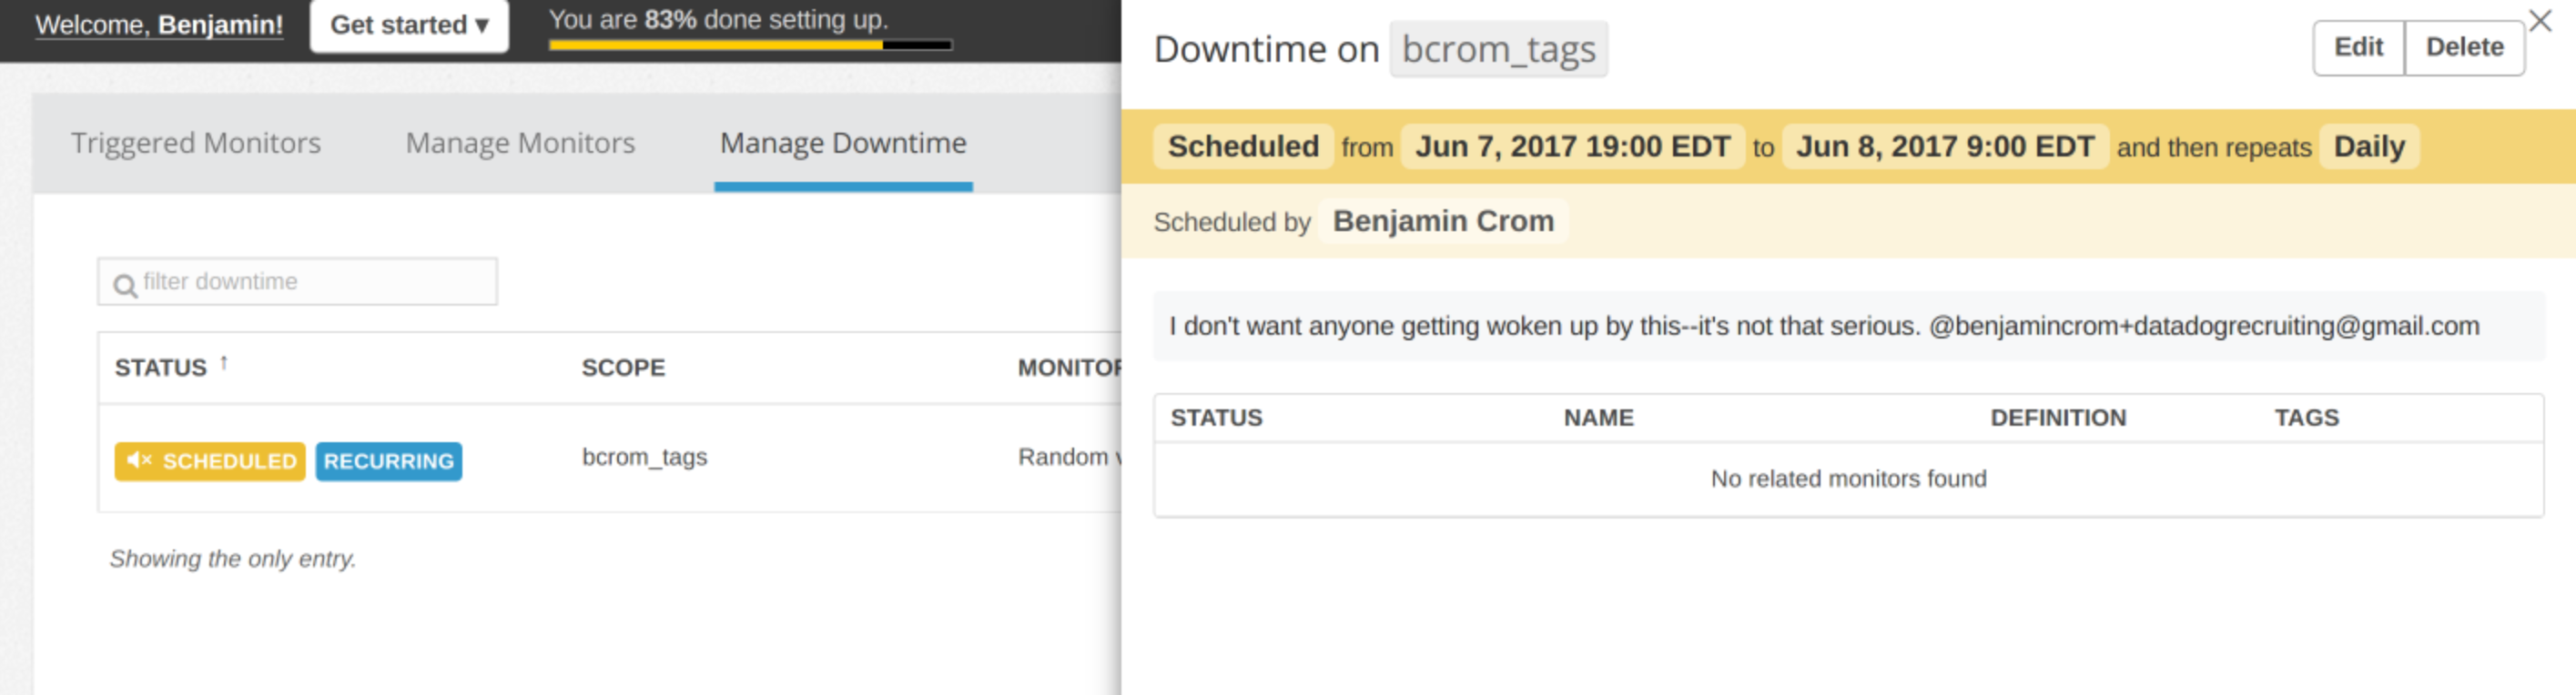 Welcome, Benjamin! Get started ▾ You are 83% done setting up.
Triggered Monitors Manage Monitors Manage Downtime
filter downtime
STATUS ↑ SCOPE MONITOR
SCHEDULED RECURRING bcrom_tags Random
Showing the only entry.
Downtime on bcrom_tags Edit Delete
Scheduled from Jun 7, 2017 19:00 EDT to Jun 8, 2017 9:00 EDT and then repeats Daily
Scheduled by Benjamin Crom
I don't want anyone getting woken up by this--it's not that serious. @benjamincrom+datadogrecruiting@gmail.com
STATUS NAME DEFINITION TAGS
No related monitors found